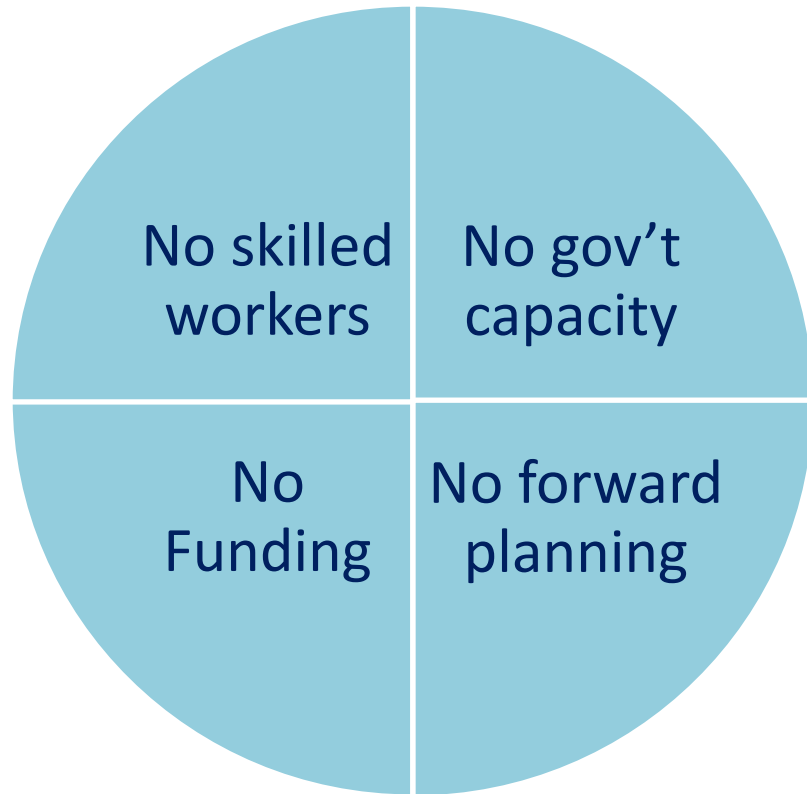 No skilled
workers
No gov’t
capacity
No
Funding
No forward
planning